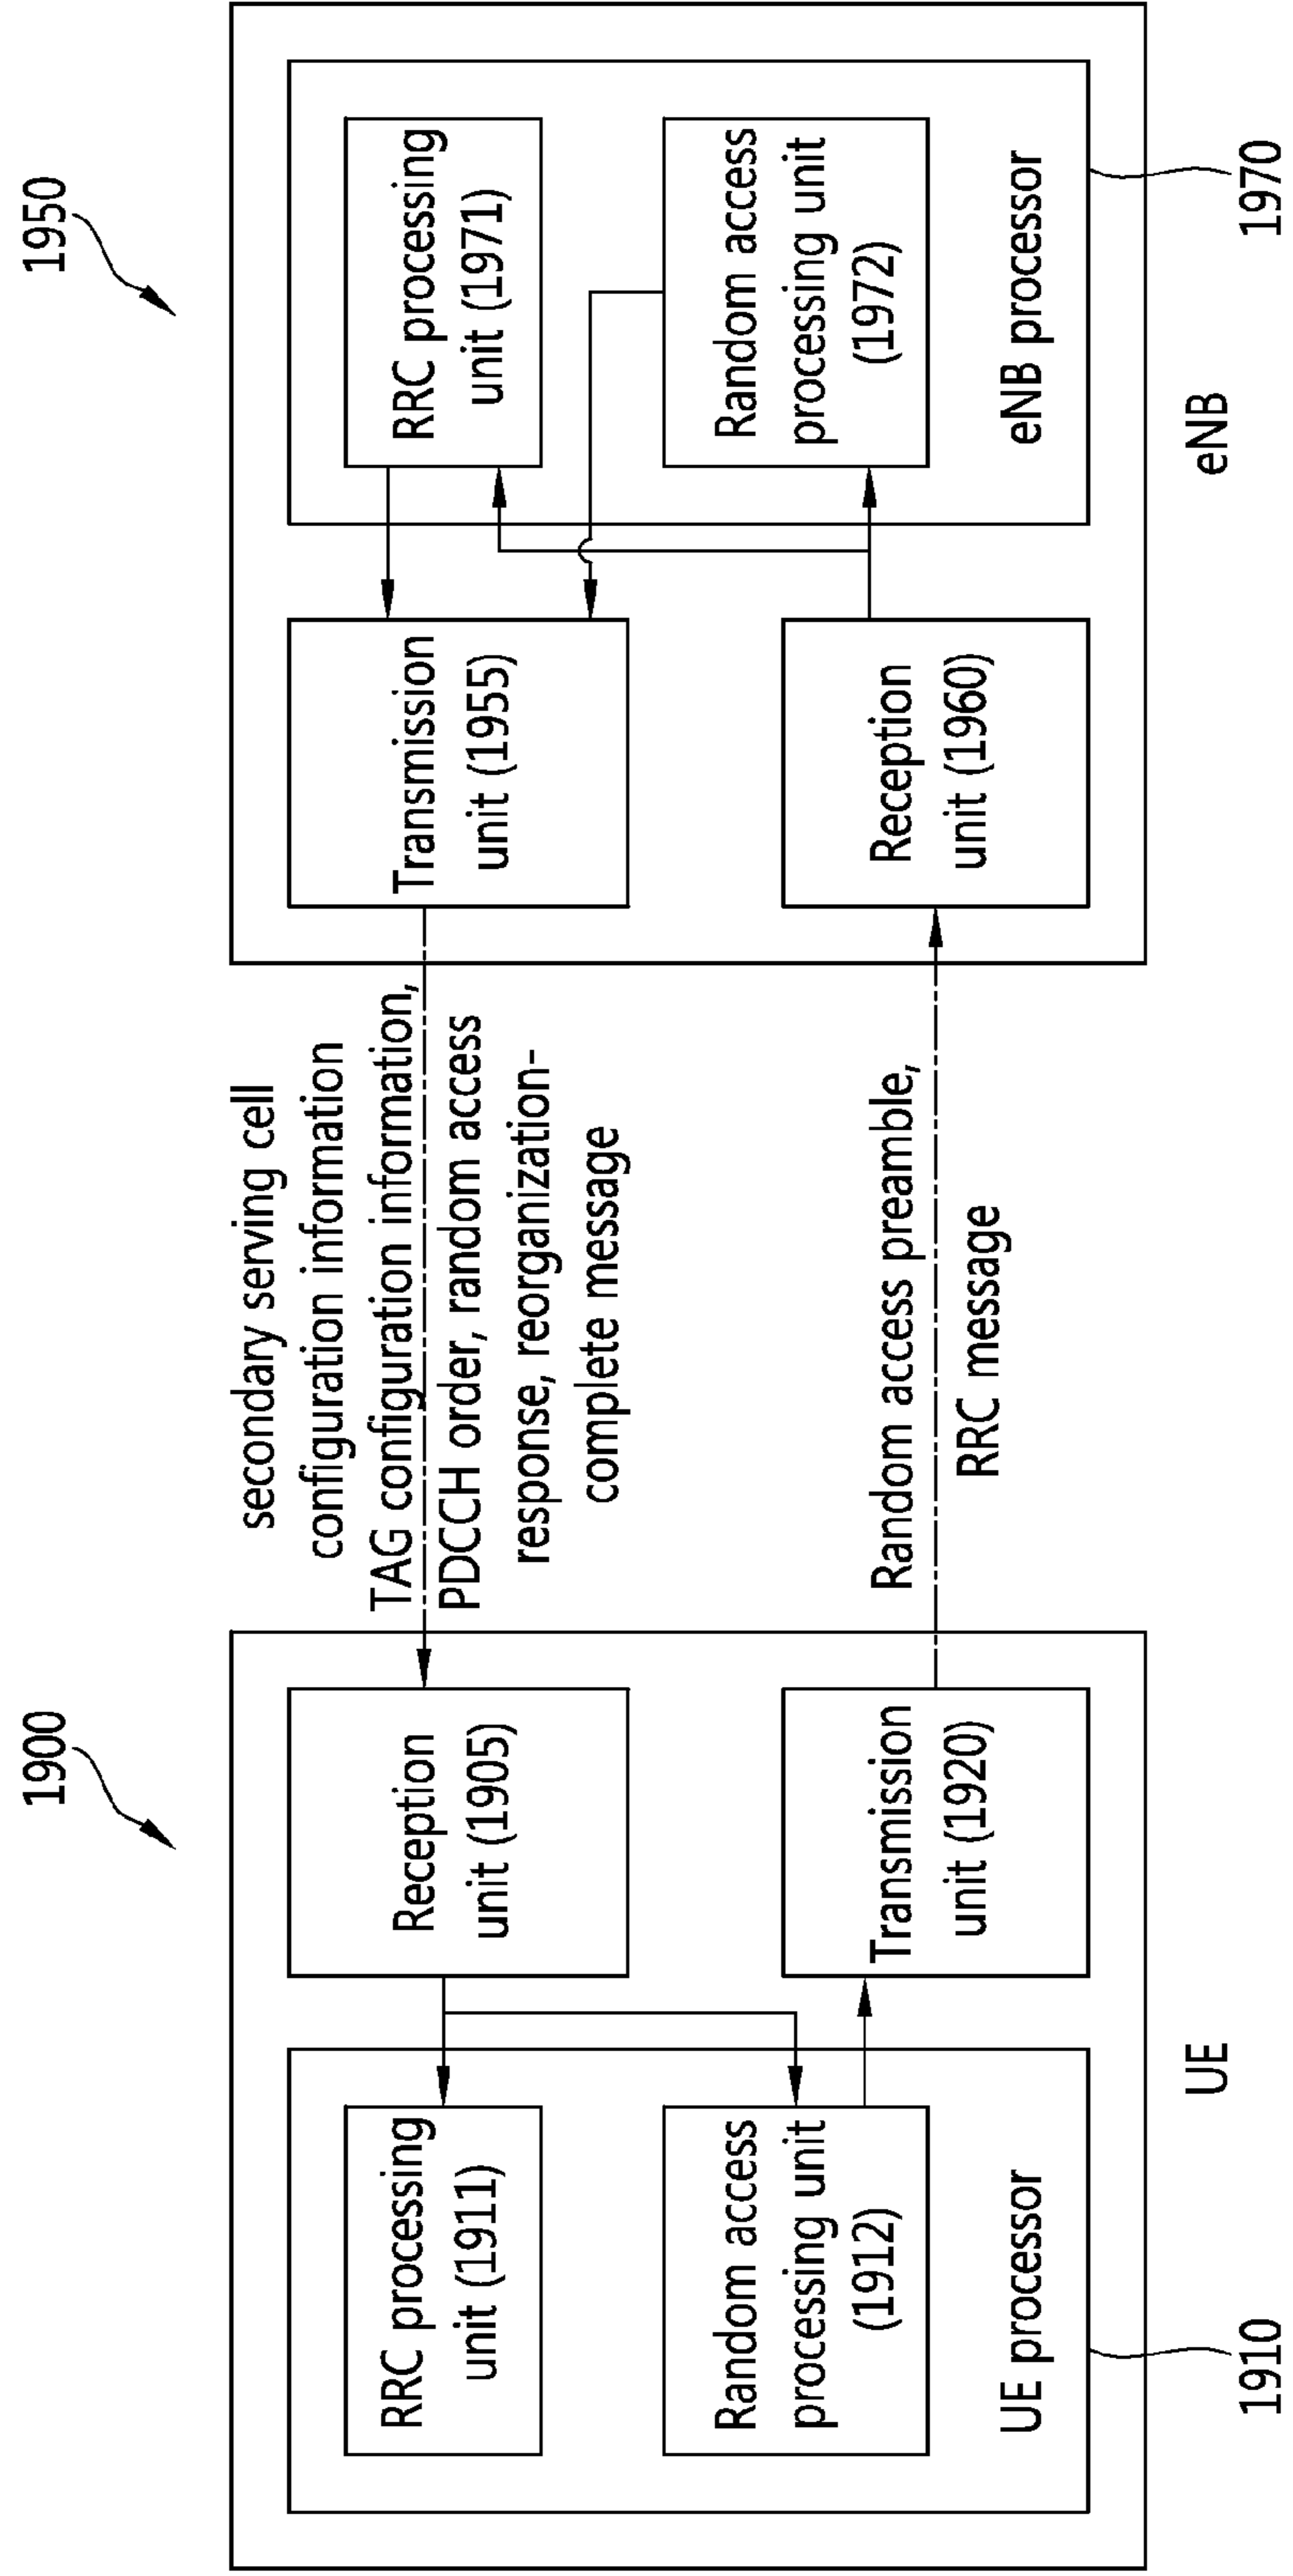 1900
1950
RRC processing
unit (1911)
Random access
processing unit
(1912)
UE processor
Reception
unit (1905)
Transmission
unit (1920)
secondary serving cell
configuration information
TAG configuration information,
PDCCH order, random access
response, reorganization-
complete message
Random access preamble,
RRC message
Transmission
unit (1955)
Reception
unit (1960)
RRC processing
unit (1971)
Random access
processing unit
(1972)
eNB processor
UE
eNB
1910
1970